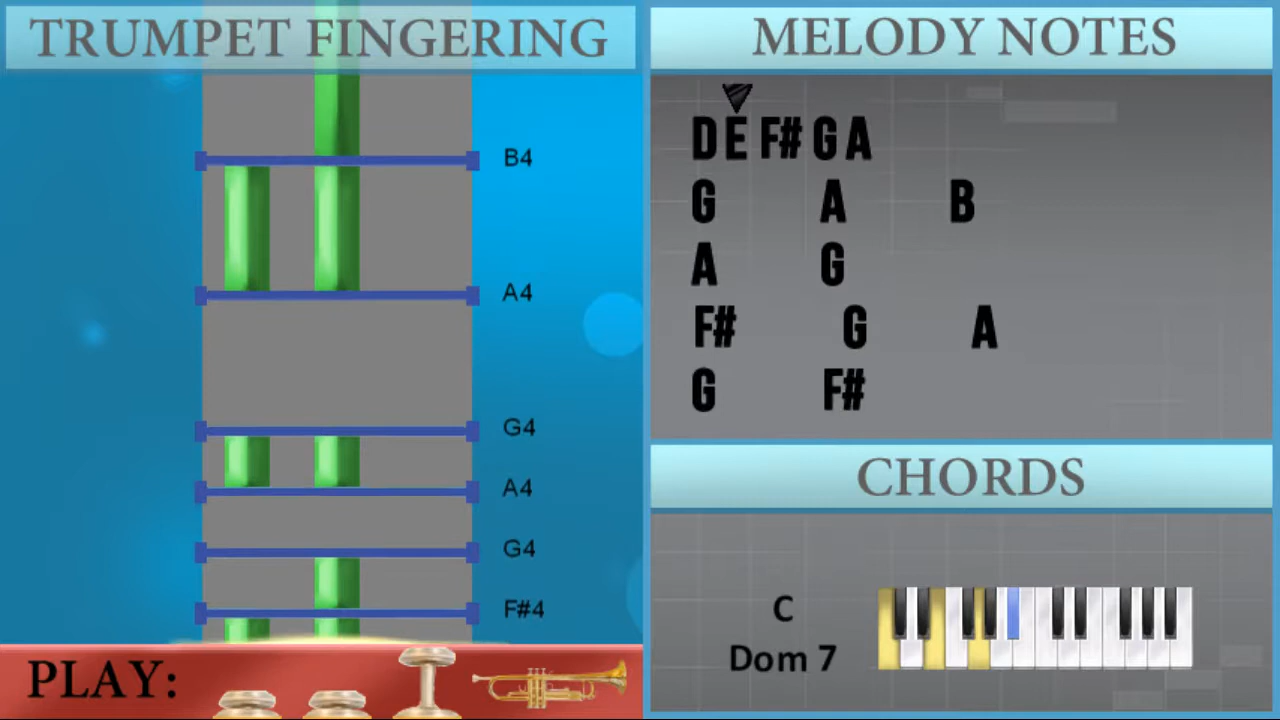 TRUMPET FINGERING
B4
A4
G4
A4
G4
F#4
PLAY:
MELODY NOTES
D E F# G A
G A B
A G
F# G A
G F#
CHORDS
C
Dom 7